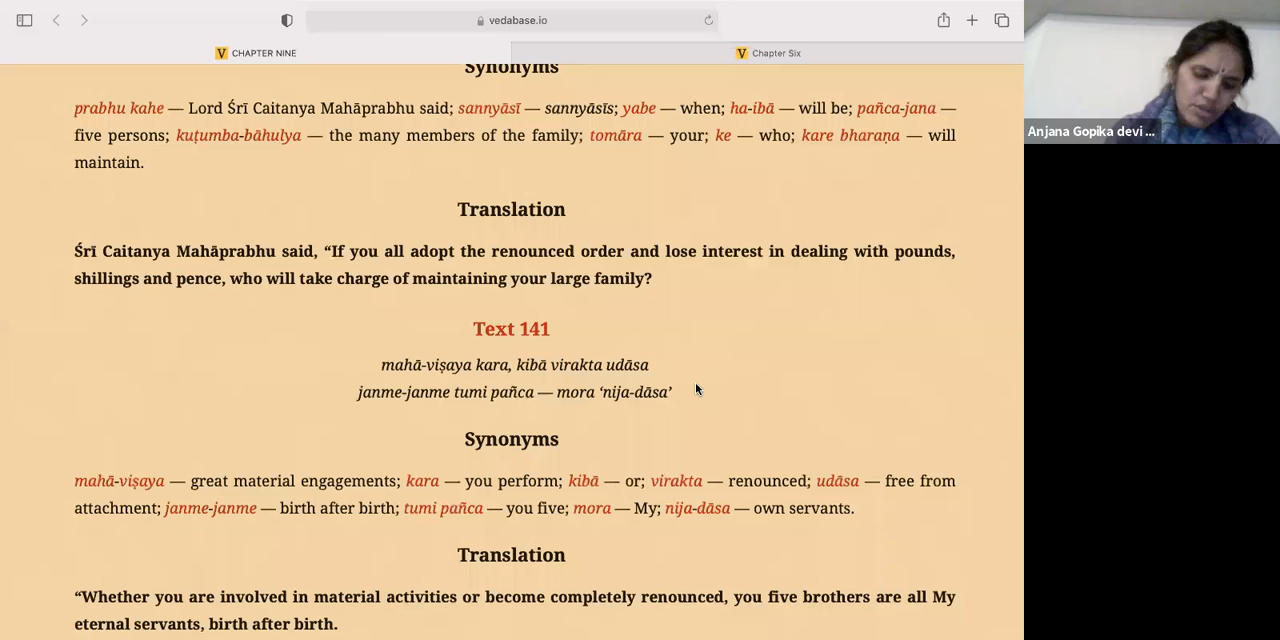 vedabase.io
V CHAPTER NINE
V Chapter Six
Synonyms
prabhu kahe — Lord Śrī Caitanya Mahāprabhu said; sannyāsī — sannyāsīs; yabe — when; ha-ibā — will be; pañca-jana —
five persons; kuṭumba-bāhulya — the many members of the family; tomāra — your; ke — who; kare bharaṇa — will
maintain.
Translation
Śrī Caitanya Mahāprabhu said, “If you all adopt the renounced order and lose interest in dealing with pounds,
shillings and pence, who will take charge of maintaining your large family?
Text 141
mahā-viṣaya kara, kibā virakta udāsa
janme-janme tumi pañca — mora ‘nija-dāsa’
Synonyms
mahā-viṣaya — great material engagements; kara — you perform; kibā — or; virakta — renounced; udāsa — free from
attachment; janme-janme — birth after birth; tumi pañca — you five; mora — My; nija-dāsa — own servants.
Translation
“Whether you are involved in material activities or become completely renounced, you five brothers are all My
eternal servants, birth after birth.
Anjana Gopika devi ...